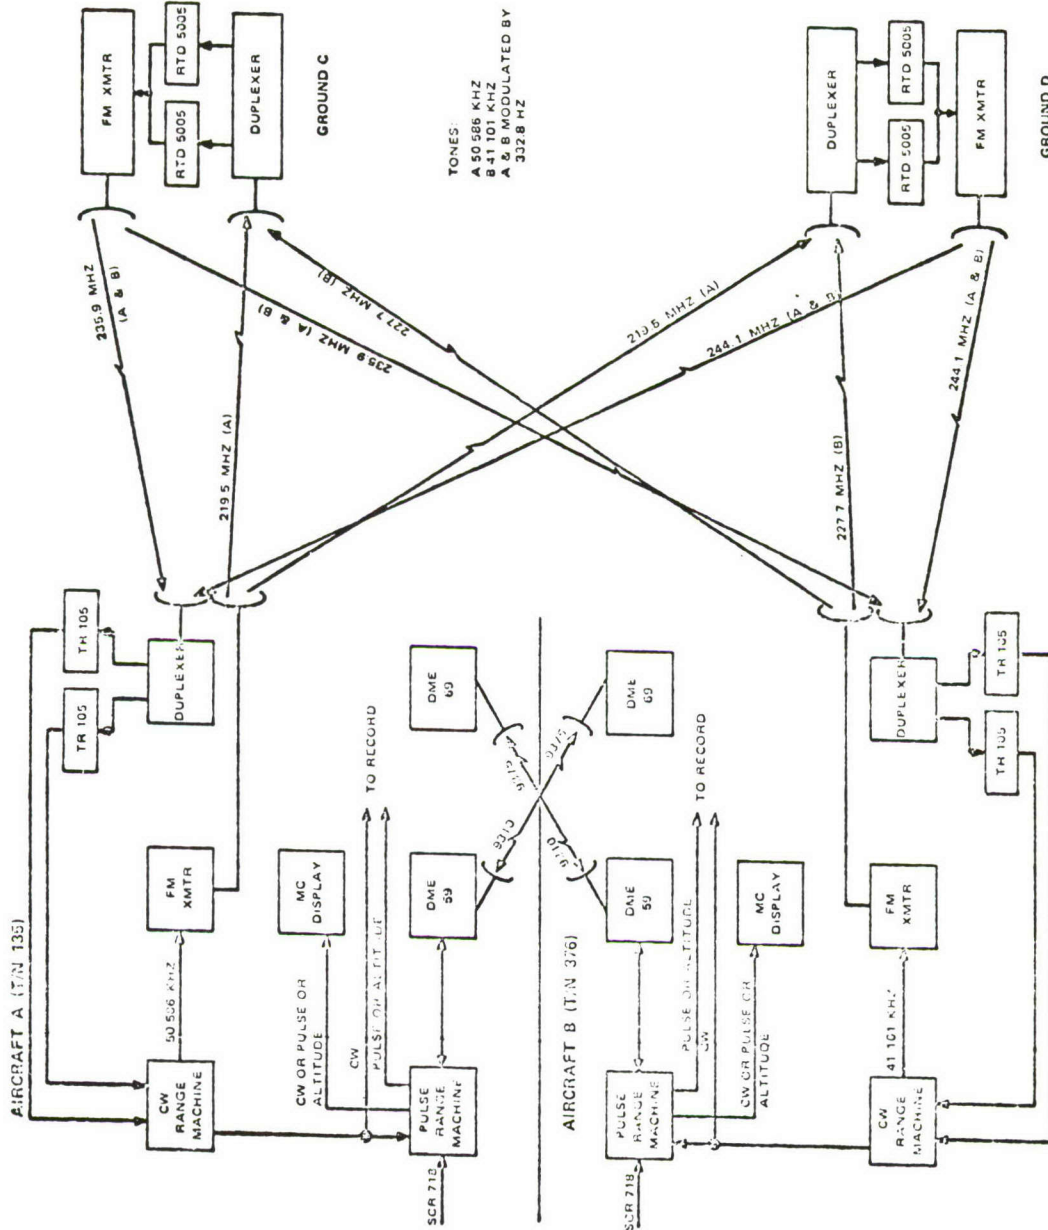 AIRCRAFT A (T/N 135)
CW
RANGE
MACHINE
50 586 KHZ
FM
XMTR
TR 105
TR 105
DUPLEXER
SCR 718
PULSE
RANGE
MACHINE
CW OR PULSE OR
ALTITUDE
MC
DISPLAY
CW
PULSE OR ALTITUDE
TO RECORD
DME
59
DME
69
9310
9375
AIRCRAFT B (T/N 376)
SCR 718
PULSE
RANGE
MACHINE
DME
59
DME
69
9310
PULSE OR ALTITUDE
CW
TO RECORD
CW OR PULSE OR
ALTITUDE
MC
DISPLAY
CW
RANGE
MACHINE
41 101 KHZ
FM
XMTR
DUPLEXER
TR 105
TR 105
235.9 MHZ
(A & B)
219.5 MHZ (A)
235.9 MHZ (A & B)
227.7 MHZ (B)
219.5 MHZ (A)
244.1 MHZ (A & B)
227.7 MHZ (B)
244.1 MHZ (A & B)
FM XMTR
RTD 5005
RTD 5005
DUPLEXER
GROUND C
TONES:
A 50 586 KHZ
B 41 101 KHZ
A & B MODULATED BY
332.8 HZ
DUPLEXER
RTD 5005
RTD 5005
FM XMTR
GROUND D